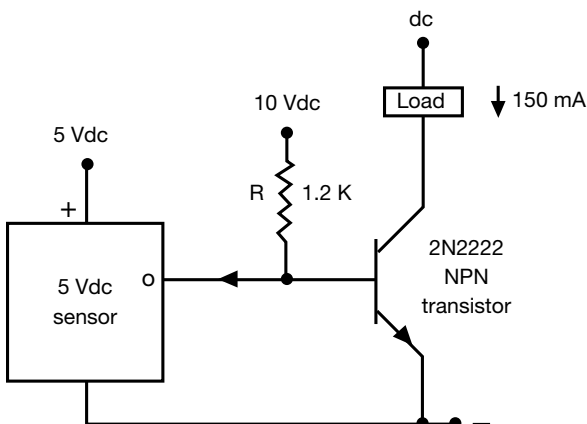 dc
Load
150 mA
10 Vdc
5 Vdc
R
1.2 K
+
5 Vdc
sensor
o
2N2222
NPN
transistor
–